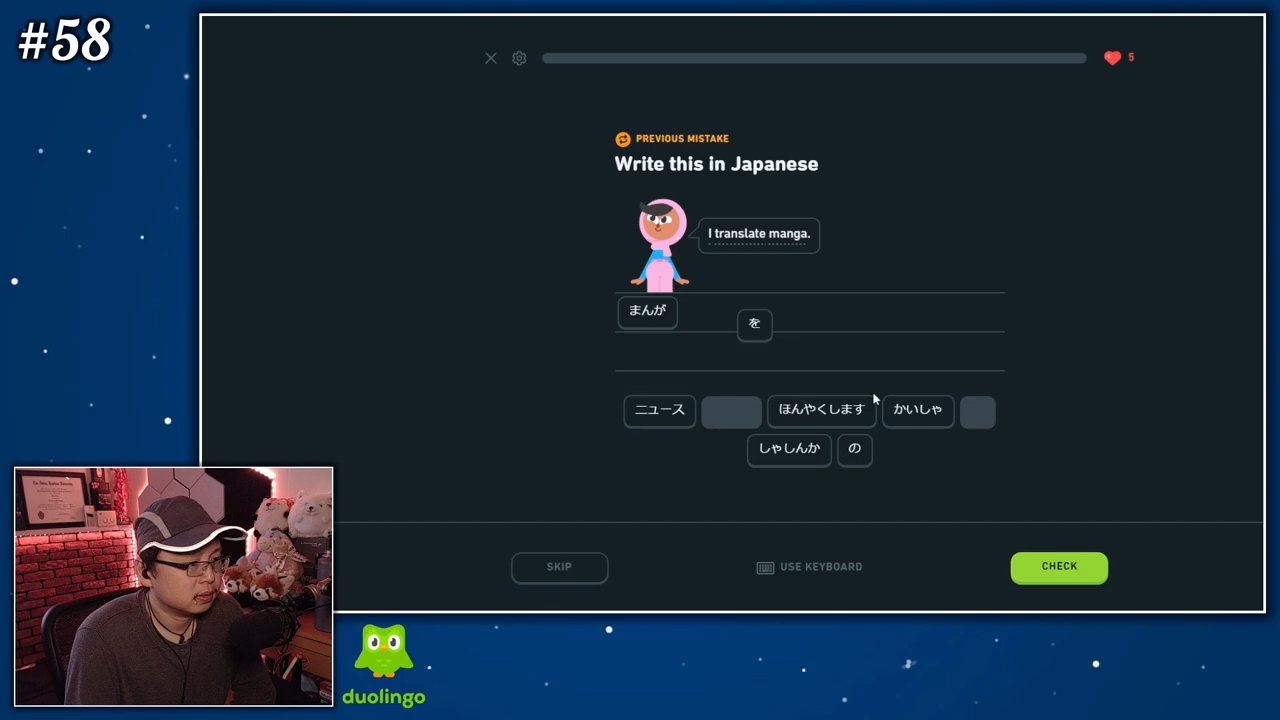 #58
5
PREVIOUS MISTAKE
Write this in Japanese
I translate manga.
まんが を
ニュース ほんやくします かいしゃ
しゃしんか の
SKIP USE KEYBOARD CHECK
duolingo